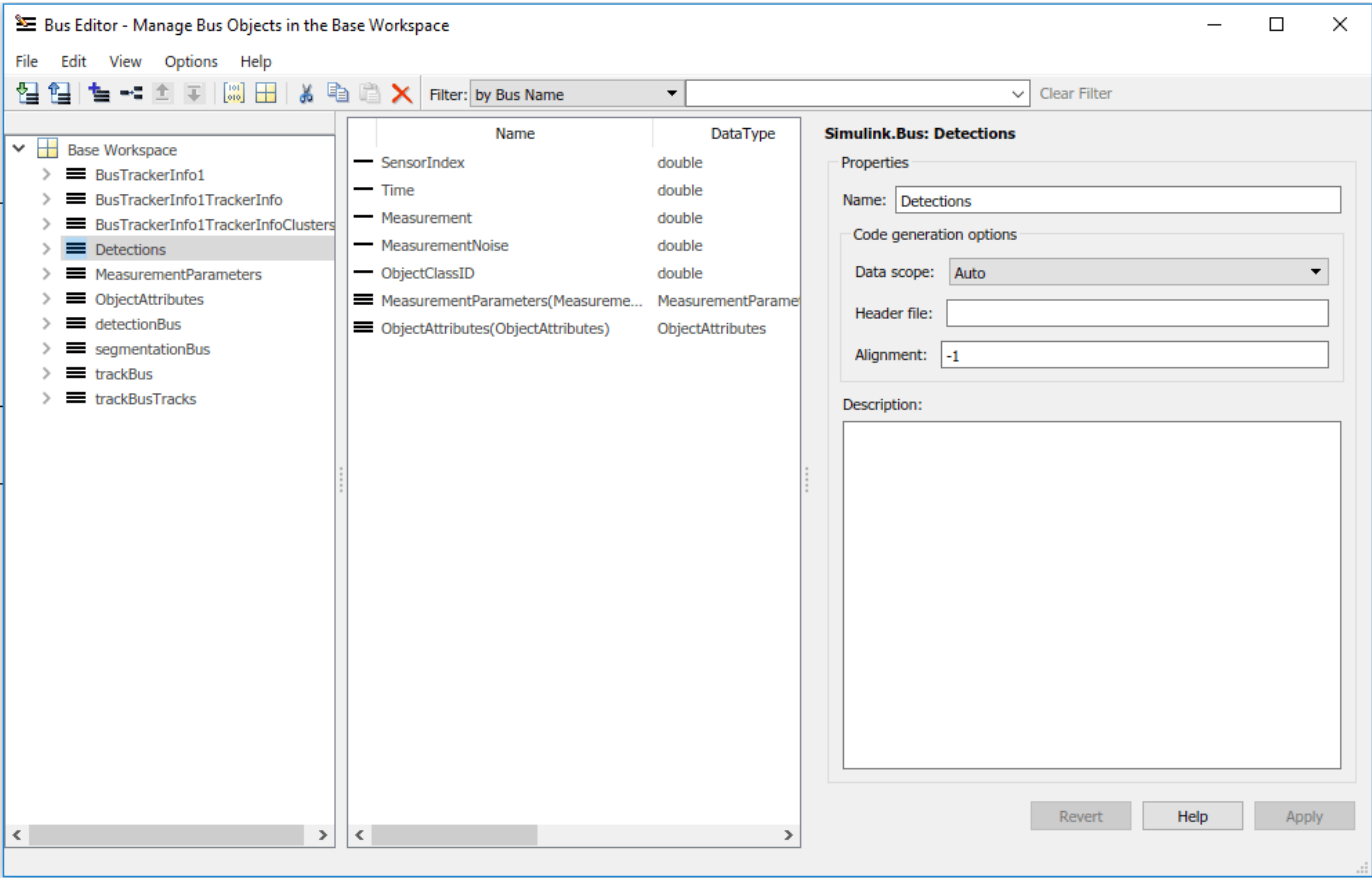 Bus Editor - Manage Bus Objects in the Base Workspace
File Edit View Options Help
Filter: by Bus Name Clear Filter
Base Workspace
BusTrackerInfo1
BusTrackerInfo1TrackerInfo
BusTrackerInfo1TrackerInfoClusters
Detections
MeasurementParameters
ObjectAttributes
detectionBus
segmentationBus
trackBus
trackBusTracks
Name DataType
SensorIndex double
Time double
Measurement double
MeasurementNoise double
ObjectClassID double
MeasurementParameters(Measureme... MeasurementParamet
ObjectAttributes(ObjectAttributes) ObjectAttributes
Simulink.Bus: Detections
Properties
Name: Detections
Code generation options
Data scope: Auto
Header file:
Alignment: -1
Description:
Revert Help Apply